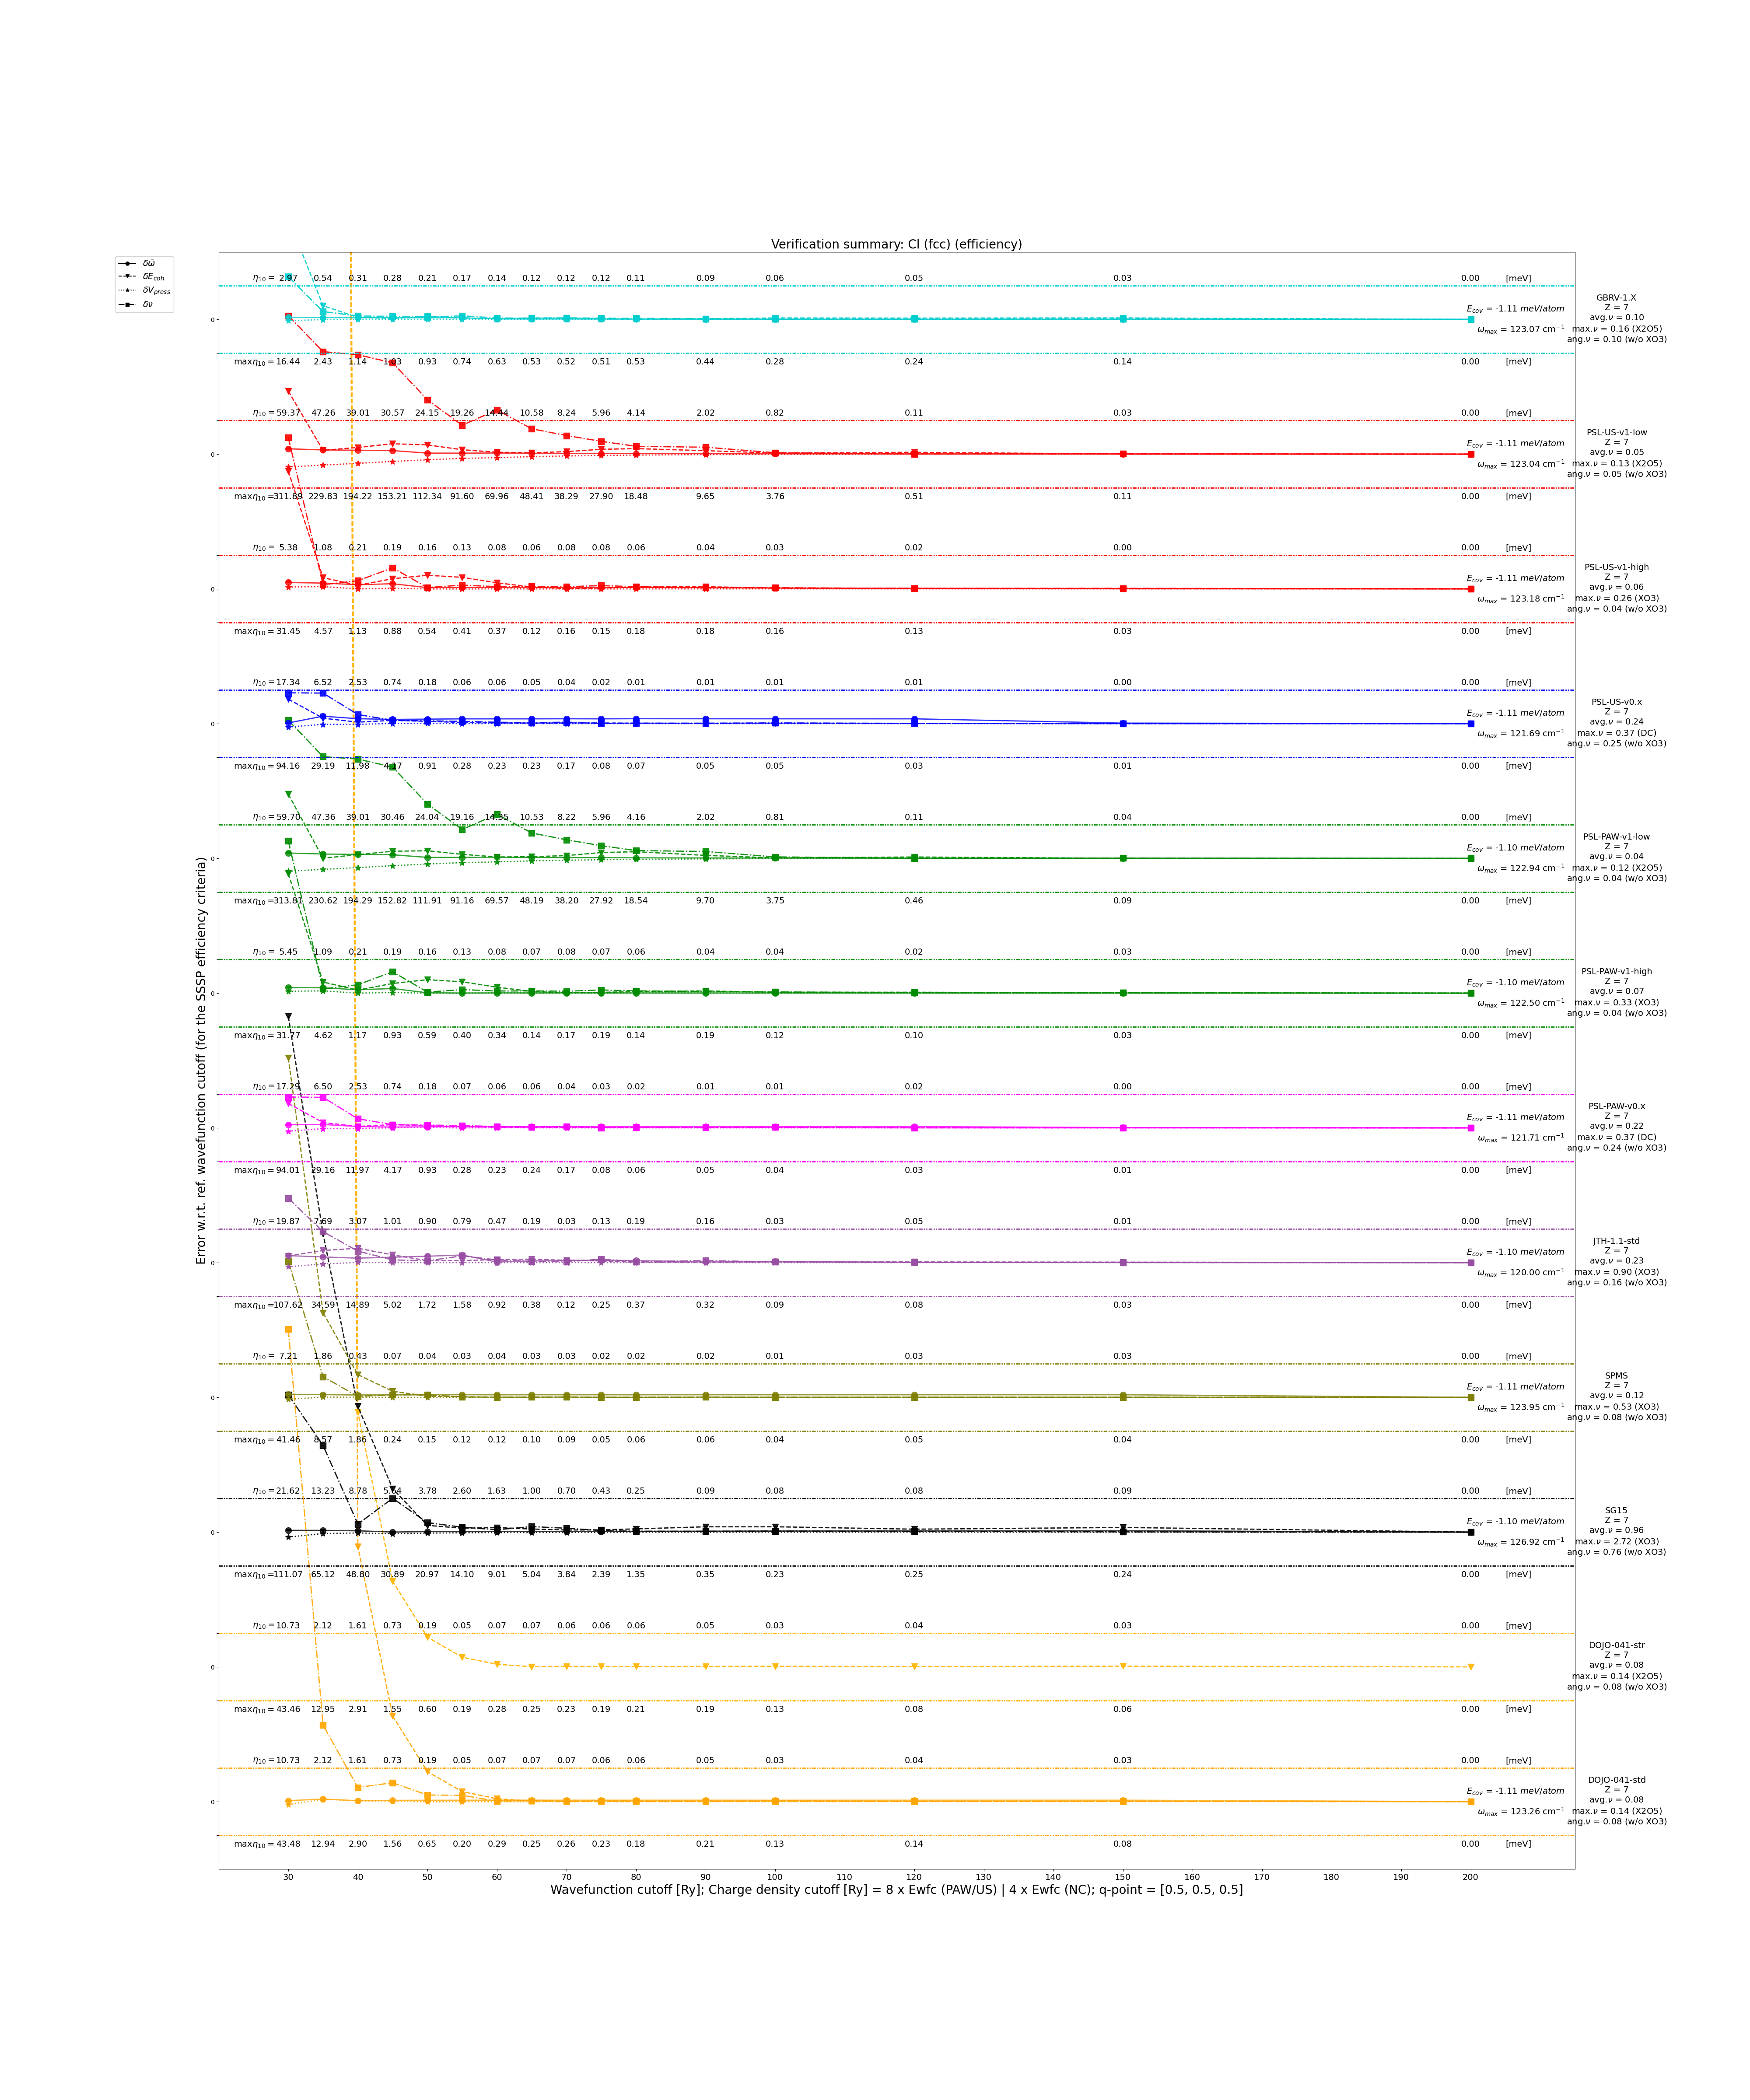 Verification summary: Cl (fcc) (efficiency)
δω̄
δE_coh
δV_press
δν
η₁₀ = 2.97 0.54 0.31 0.28 0.21 0.17 0.14 0.12 0.12 0.12 0.11 0.09 0.06 0.05 0.03 0.00 [meV]
0
E_cov = -1.11 meV/atom
ω_max = 123.07 cm⁻¹
GBRV-1.X
Z = 7
avg.ν = 0.10
max.ν = 0.16 (X2O5)
ang.ν = 0.10 (w/o XO3)
maxη₁₀ = 16.44 2.43 1.14 1.03 0.93 0.74 0.63 0.53 0.52 0.51 0.53 0.44 0.28 0.24 0.14 0.00 [meV]
η₁₀ = 59.37 47.26 39.01 30.57 24.15 19.26 14.44 10.58 8.24 5.96 4.14 2.02 0.82 0.11 0.03 0.00 [meV]
0
E_cov = -1.11 meV/atom
ω_max = 123.04 cm⁻¹
PSL-US-v1-low
Z = 7
avg.ν = 0.05
max.ν = 0.13 (X2O5)
ang.ν = 0.05 (w/o XO3)
maxη₁₀ = 311.89 229.83 194.22 153.21 112.34 91.60 69.96 48.41 38.29 27.90 18.48 9.65 3.76 0.51 0.11 0.00 [meV]
η₁₀ = 5.38 1.08 0.21 0.19 0.16 0.13 0.08 0.06 0.08 0.08 0.06 0.04 0.03 0.02 0.00 0.00 [meV]
0
E_cov = -1.11 meV/atom
ω_max = 123.18 cm⁻¹
PSL-US-v1-high
Z = 7
avg.ν = 0.06
max.ν = 0.26 (XO3)
ang.ν = 0.04 (w/o XO3)
maxη₁₀ = 31.45 4.57 1.13 0.88 0.54 0.41 0.37 0.12 0.16 0.15 0.18 0.18 0.16 0.13 0.03 0.00 [meV]
η₁₀ = 17.34 6.52 2.53 0.74 0.18 0.06 0.06 0.05 0.04 0.02 0.01 0.01 0.01 0.01 0.00 0.00 [meV]
0
E_cov = -1.11 meV/atom
ω_max = 121.69 cm⁻¹
PSL-US-v0.x
Z = 7
avg.ν = 0.24
max.ν = 0.37 (DC)
ang.ν = 0.25 (w/o XO3)
maxη₁₀ = 94.16 29.19 11.98 4.17 0.91 0.28 0.23 0.23 0.17 0.08 0.07 0.05 0.05 0.03 0.01 0.00 [meV]
η₁₀ = 59.70 47.36 39.01 30.46 24.04 19.16 14.35 10.53 8.22 5.96 4.16 2.02 0.81 0.11 0.04 0.00 [meV]
0
E_cov = -1.10 meV/atom
ω_max = 122.94 cm⁻¹
PSL-PAW-v1-low
Z = 7
avg.ν = 0.04
max.ν = 0.12 (X2O5)
ang.ν = 0.04 (w/o XO3)
maxη₁₀ = 313.81 230.62 194.29 152.82 111.91 91.16 69.57 48.19 38.20 27.92 18.54 9.70 3.75 0.46 0.09 0.00 [meV]
η₁₀ = 5.45 1.09 0.21 0.19 0.16 0.13 0.08 0.07 0.08 0.07 0.06 0.04 0.04 0.02 0.03 0.00 [meV]
0
E_cov = -1.10 meV/atom
ω_max = 122.50 cm⁻¹
PSL-PAW-v1-high
Z = 7
avg.ν = 0.07
max.ν = 0.33 (XO3)
ang.ν = 0.04 (w/o XO3)
maxη₁₀ = 31.77 4.62 1.17 0.93 0.59 0.40 0.34 0.14 0.17 0.19 0.14 0.19 0.12 0.10 0.03 0.00 [meV]
η₁₀ = 17.29 6.50 2.53 0.74 0.18 0.07 0.06 0.06 0.04 0.03 0.02 0.01 0.01 0.02 0.00 0.00 [meV]
0
E_cov = -1.11 meV/atom
ω_max = 121.71 cm⁻¹
PSL-PAW-v0.x
Z = 7
avg.ν = 0.22
max.ν = 0.37 (DC)
ang.ν = 0.24 (w/o XO3)
maxη₁₀ = 94.01 29.16 11.97 4.17 0.93 0.28 0.23 0.24 0.17 0.08 0.06 0.05 0.04 0.03 0.01 0.00 [meV]
η₁₀ = 19.87 7.69 3.07 1.01 0.90 0.79 0.47 0.19 0.03 0.13 0.19 0.16 0.03 0.05 0.01 0.00 [meV]
0
E_cov = -1.10 meV/atom
ω_max = 120.00 cm⁻¹
JTH-1.1-std
Z = 7
avg.ν = 0.23
max.ν = 0.90 (XO3)
ang.ν = 0.16 (w/o XO3)
maxη₁₀ = 107.62 34.59 14.89 5.02 1.72 1.58 0.92 0.38 0.12 0.25 0.37 0.32 0.09 0.08 0.03 0.00 [meV]
η₁₀ = 7.21 1.86 0.43 0.07 0.04 0.03 0.04 0.03 0.03 0.02 0.02 0.02 0.01 0.03 0.03 0.00 [meV]
0
E_cov = -1.11 meV/atom
ω_max = 123.95 cm⁻¹
SPMS
Z = 7
avg.ν = 0.12
max.ν = 0.53 (XO3)
ang.ν = 0.08 (w/o XO3)
maxη₁₀ = 41.46 8.57 1.86 0.24 0.15 0.12 0.12 0.10 0.09 0.05 0.06 0.06 0.04 0.05 0.04 0.00 [meV]
η₁₀ = 21.62 13.23 8.78 3.78 2.60 1.63 1.00 0.70 0.43 0.25 0.09 0.08 0.08 0.09 0.00 [meV]
0
E_cov = -1.10 meV/atom
ω_max = 126.92 cm⁻¹
SG15
Z = 7
avg.ν = 0.96
max.ν = 2.72 (XO3)
ang.ν = 0.76 (w/o XO3)
maxη₁₀ = 111.07 65.12 48.80 30.89 20.97 14.10 9.01 5.04 3.84 2.39 1.35 0.35 0.23 0.25 0.24 0.00 [meV]
η₁₀ = 10.73 2.12 1.61 0.73 0.19 0.05 0.07 0.07 0.06 0.06 0.06 0.05 0.03 0.04 0.03 0.00 [meV]
0
DOJO-041-str
Z = 7
avg.ν = 0.08
max.ν = 0.14 (X2O5)
ang.ν = 0.08 (w/o XO3)
maxη₁₀ = 43.46 12.95 2.91 1.55 0.60 0.19 0.28 0.25 0.23 0.19 0.21 0.19 0.13 0.08 0.06 0.00 [meV]
η₁₀ = 10.73 2.12 1.61 0.73 0.19 0.05 0.07 0.07 0.07 0.06 0.06 0.05 0.03 0.04 0.03 0.00 [meV]
0
E_cov = -1.11 meV/atom
ω_max = 123.26 cm⁻¹
DOJO-041-std
Z = 7
avg.ν = 0.08
max.ν = 0.14 (X2O5)
ang.ν = 0.08 (w/o XO3)
maxη₁₀ = 43.48 12.94 2.90 1.56 0.65 0.20 0.29 0.25 0.26 0.23 0.18 0.21 0.13 0.14 0.08 0.00 [meV]
Error w.r.t. ref. wavefunction cutoff (for the SSSP efficiency criteria)
30 40 50 60 70 80 90 100 110 120 130 140 150 160 170 180 190 200
Wavefunction cutoff [Ry]; Charge density cutoff [Ry] = 8 x Ewfc (PAW/US) | 4 x Ewfc (NC); q-point = [0.5, 0.5, 0.5]